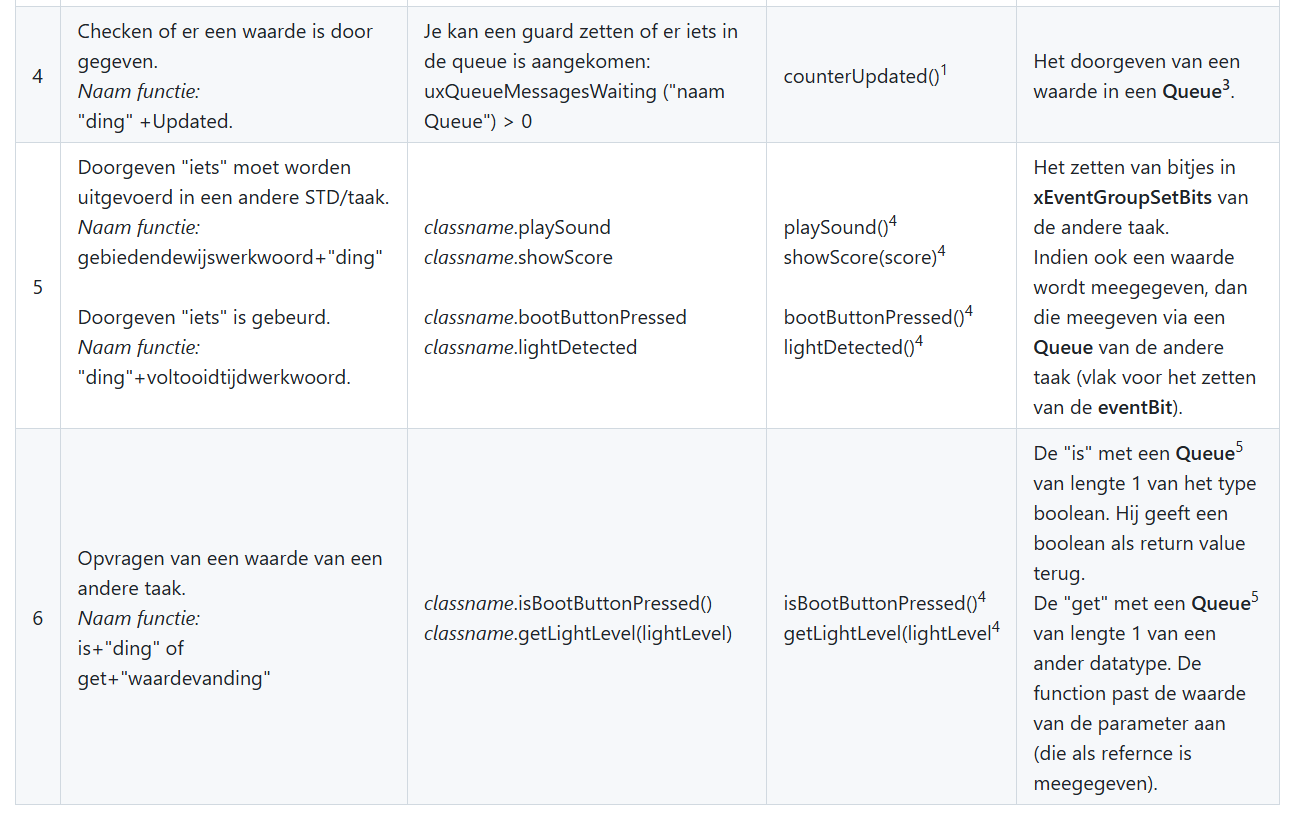 4
Checken of er een waarde is door
gegeven.
Naam functie:
"ding" +Updated.
Je kan een guard zetten of er iets in
de queue is aangekomen:
uxQueueMessagesWaiting ("naam
Queue") > 0
counterUpdated()1
Het doorgeven van een
waarde in een Queue3.
5
Doorgeven "iets" moet worden
uitgevoerd in een andere STD/taak.
Naam functie:
gebiedendewijswerkwoord+"ding"
Doorgeven "iets" is gebeurd.
Naam functie:
"ding"+voltooidtijdwerkwoord.
classname.playSound
classname.showScore
classname.bootButtonPressed
classname.lightDetected
playSound()4
showScore(score)4
bootButtonPressed()4
lightDetected()4
Het zetten van bitjes in
xEventGroupSetBits van
de andere taak.
Indien ook een waarde
wordt meegegeven, dan
die meegeven via een
Queue van de andere
taak (vlak voor het zetten
van de eventBit).
6
Opvragen van een waarde van een
andere taak.
Naam functie:
is+"ding" of
get+"waardevanding"
classname.isBootButtonPressed()
classname.getLightLevel(lightLevel)
isBootButtonPressed()4
getLightLevel(lightLevel4
De "is" met een Queue5
van lengte 1 van het type
boolean. Hij geeft een
boolean als return value
terug.
De "get" met een Queue5
van lengte 1 van een
ander datatype. De
function past de waarde
van de parameter aan
(die als refernce is
meegegeven).